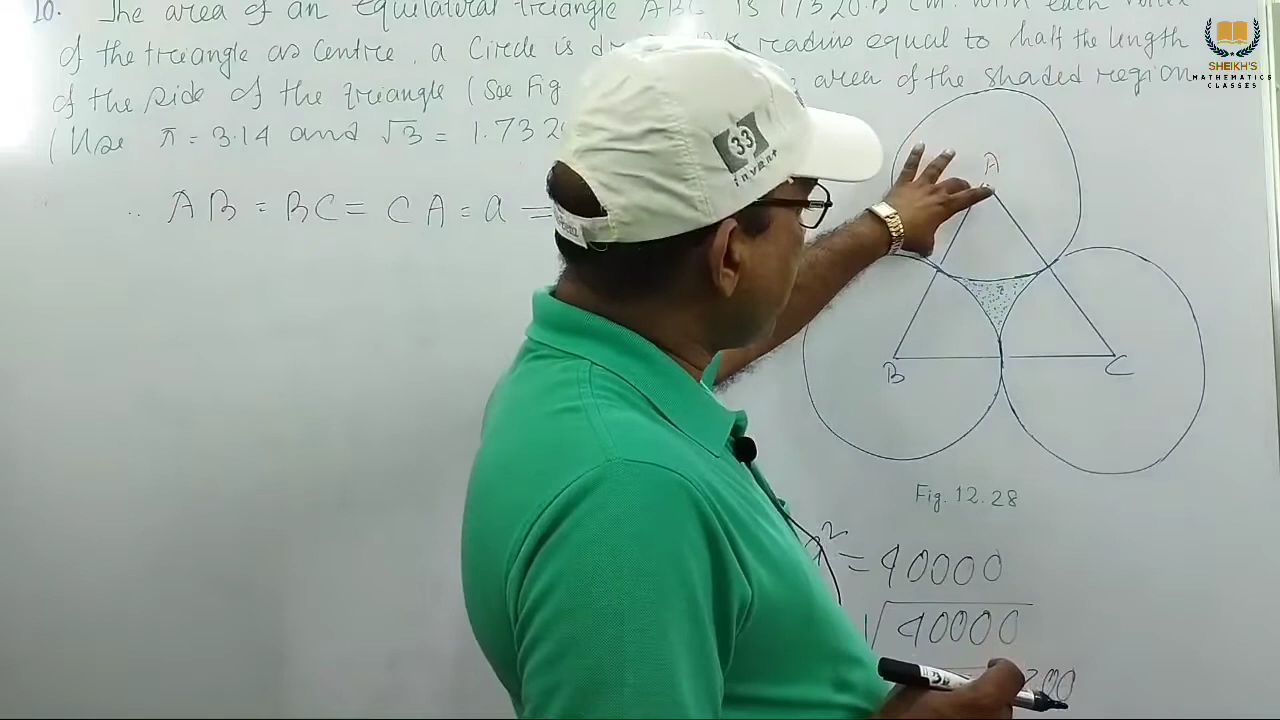 10. The area of an equilateral triangle ABC is 17320.5 cm². With each vertex
of the triangle as centre, a Circle is radius equal to half the length
of the side of the triangle (See Fig area of the shaded region
(Use π = 3.14 and √3 = 1.732
∴ AB = BC = CA = a =
A
B
C
Fig. 12.28
a² = 40000
√40000
200
33
invent
SHEIKH'S
MATHEMATICS
CLASSES